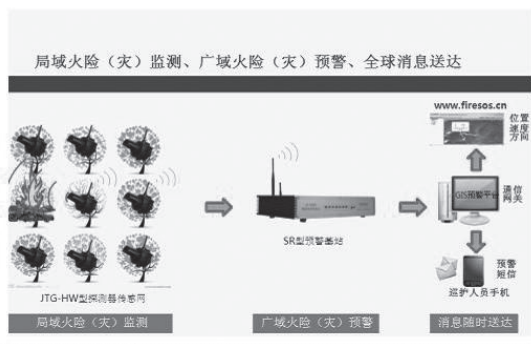 局域火险（灾）监测、广域火险（灾）预警、全球消息送达
www.firesos.cn
位置
速度
方向
GIS预警平台
通信
网关
SR型预警基站
预警
短信
JTG-HW型探测器传感网
巡护人员手机
局域火险（灾）监测
广域火险（灾）预警
消息随时送达